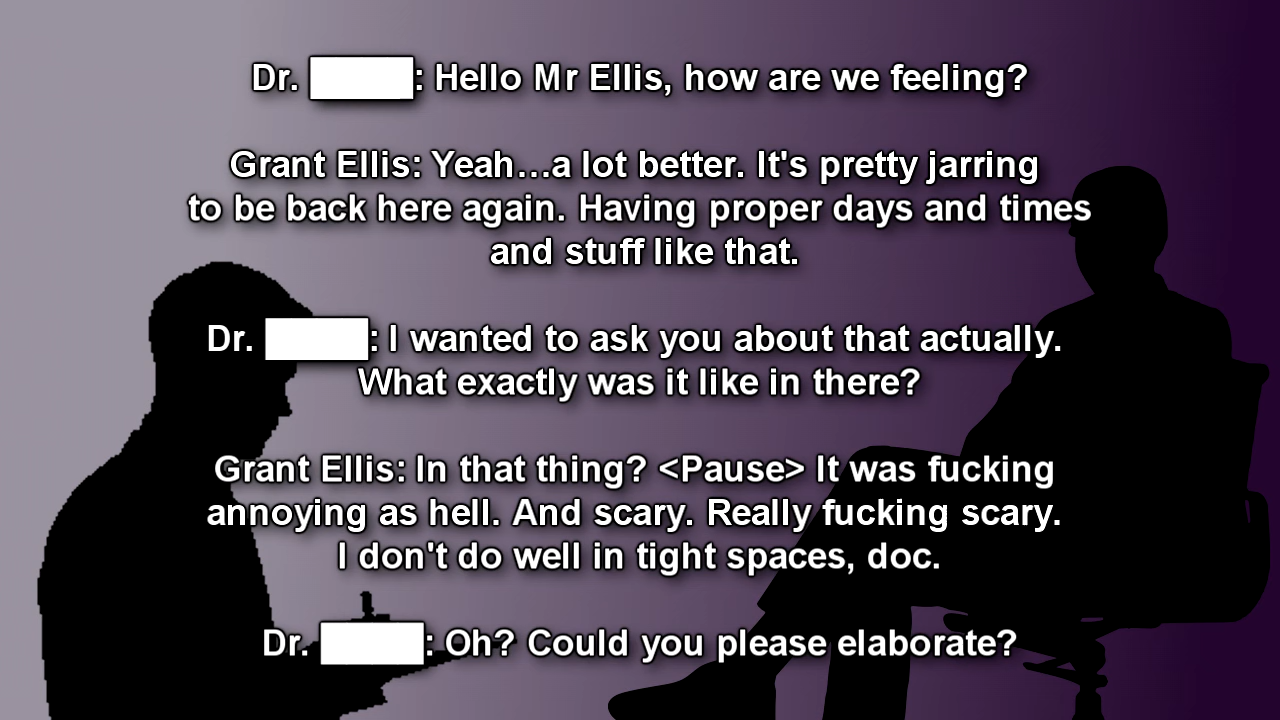 Dr. : Hello Mr Ellis, how are we feeling?
Grant Ellis: Yeah...a lot better. It's pretty jarring
to be back here again. Having proper days and times
and stuff like that.
Dr. : I wanted to ask you about that actually.
What exactly was it like in there?
Grant Ellis: In that thing? <Pause> It was fucking
annoying as hell. And scary. Really fucking scary.
I don't do well in tight spaces, doc.
Dr. : Oh? Could you please elaborate?